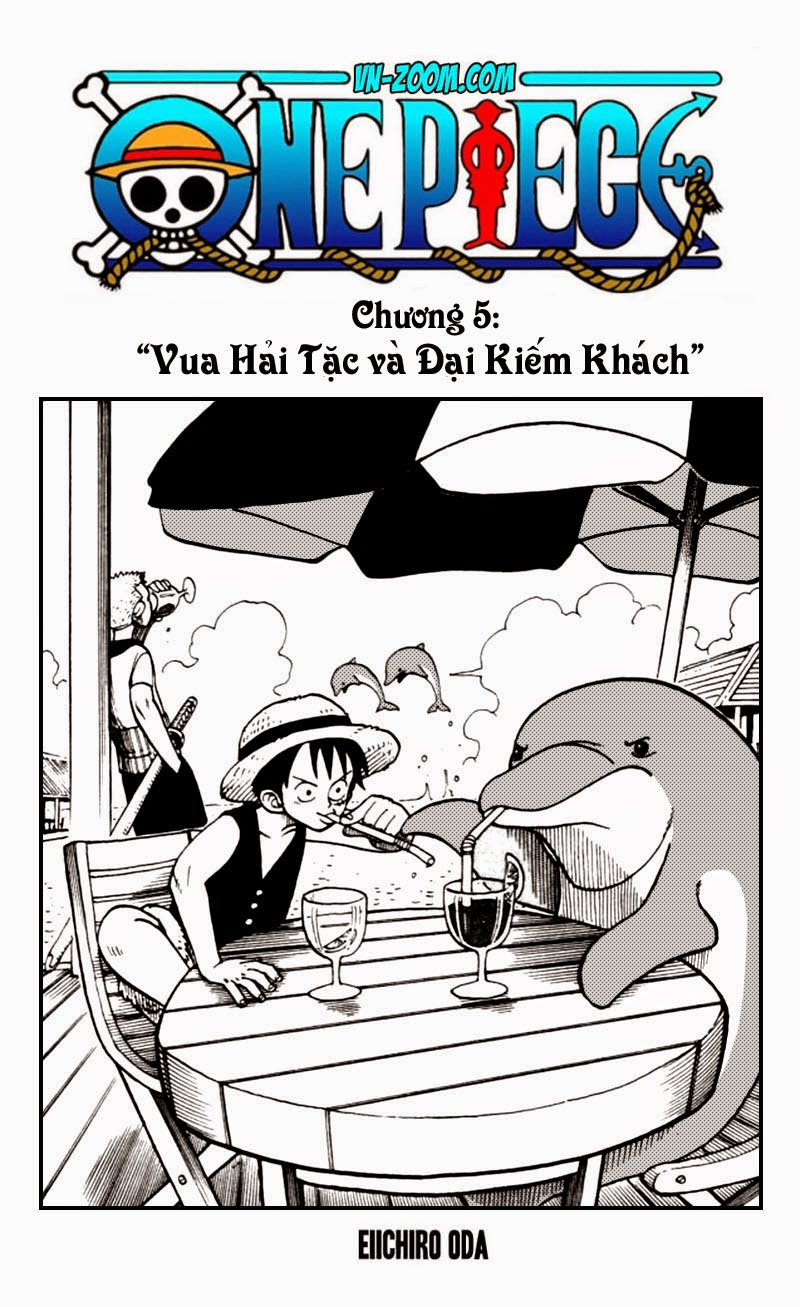 VN-ZOOM.COM
ONE PIECE
Chương 5:
“Vua Hải Tặc và Đại Kiếm Khách”
EIICHIRO ODA